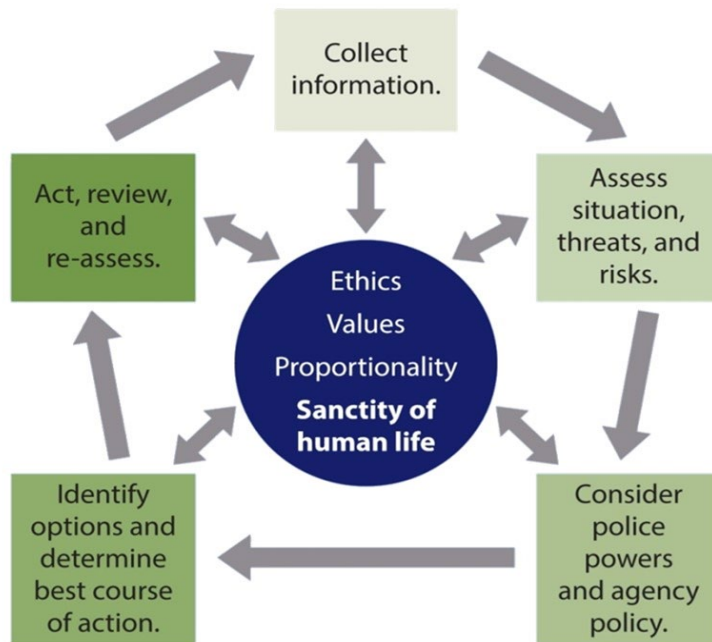 Collect
information.
Assess
situation,
threats, and
risks.
Consider
police
powers
and agency
policy.
Identify
options and
determine
best course
of action.
Act, review,
and
re-assess.
Ethics
Values
Proportionality
Sanctity of
human life